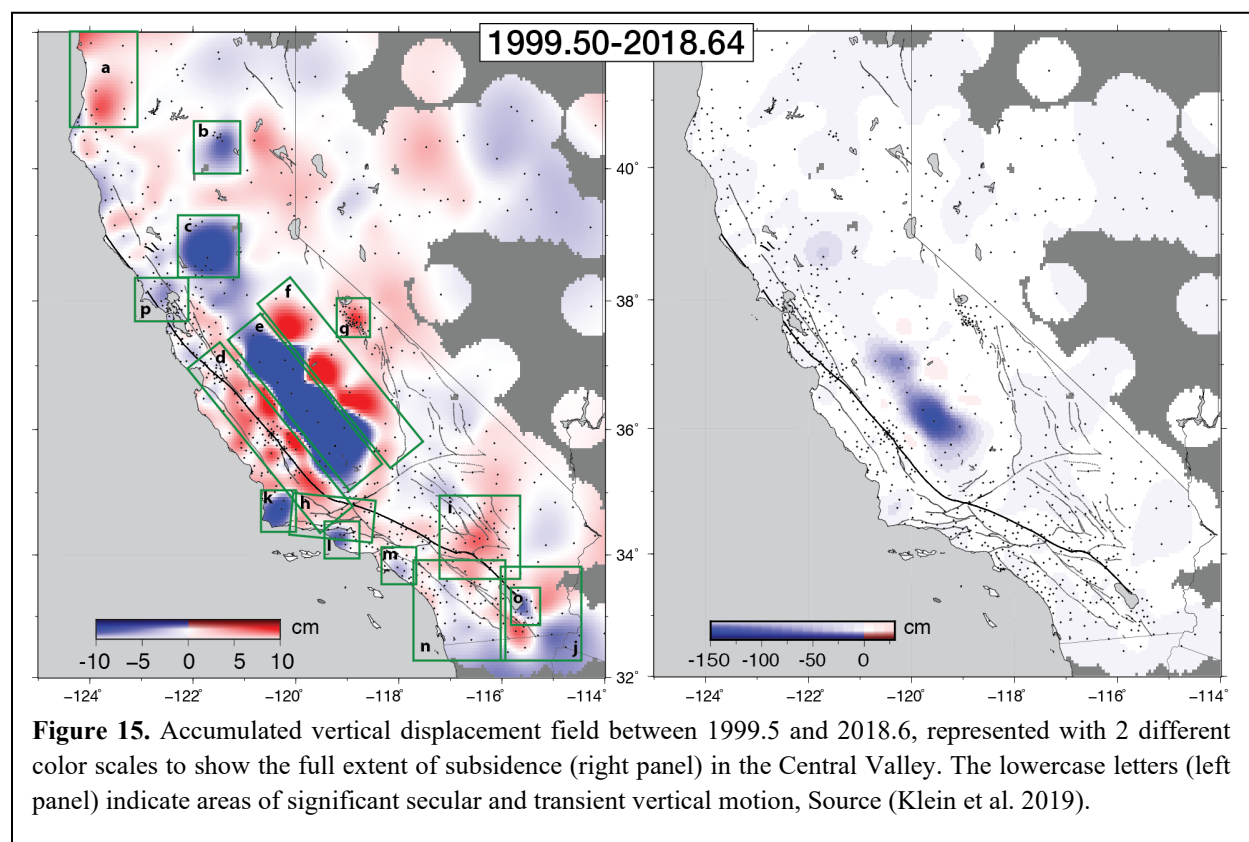 1999.50-2018.64
a
b
c
p
f
g
e
d
k
h
l
i
m
o
n
j
40°
38°
36°
34°
32°
cm
-10 -5 0 5 10
cm
-150 -100 -50 0
-124 -122 -120 -118 -116 -114
-124° -122° -120° -118° -116° -114°
Figure 15. Accumulated vertical displacement field between 1999.5 and 2018.6, represented with 2 different
color scales to show the full extent of subsidence (right panel) in the Central Valley. The lowercase letters (left
panel) indicate areas of significant secular and transient vertical motion, Source (Klein et al. 2019).